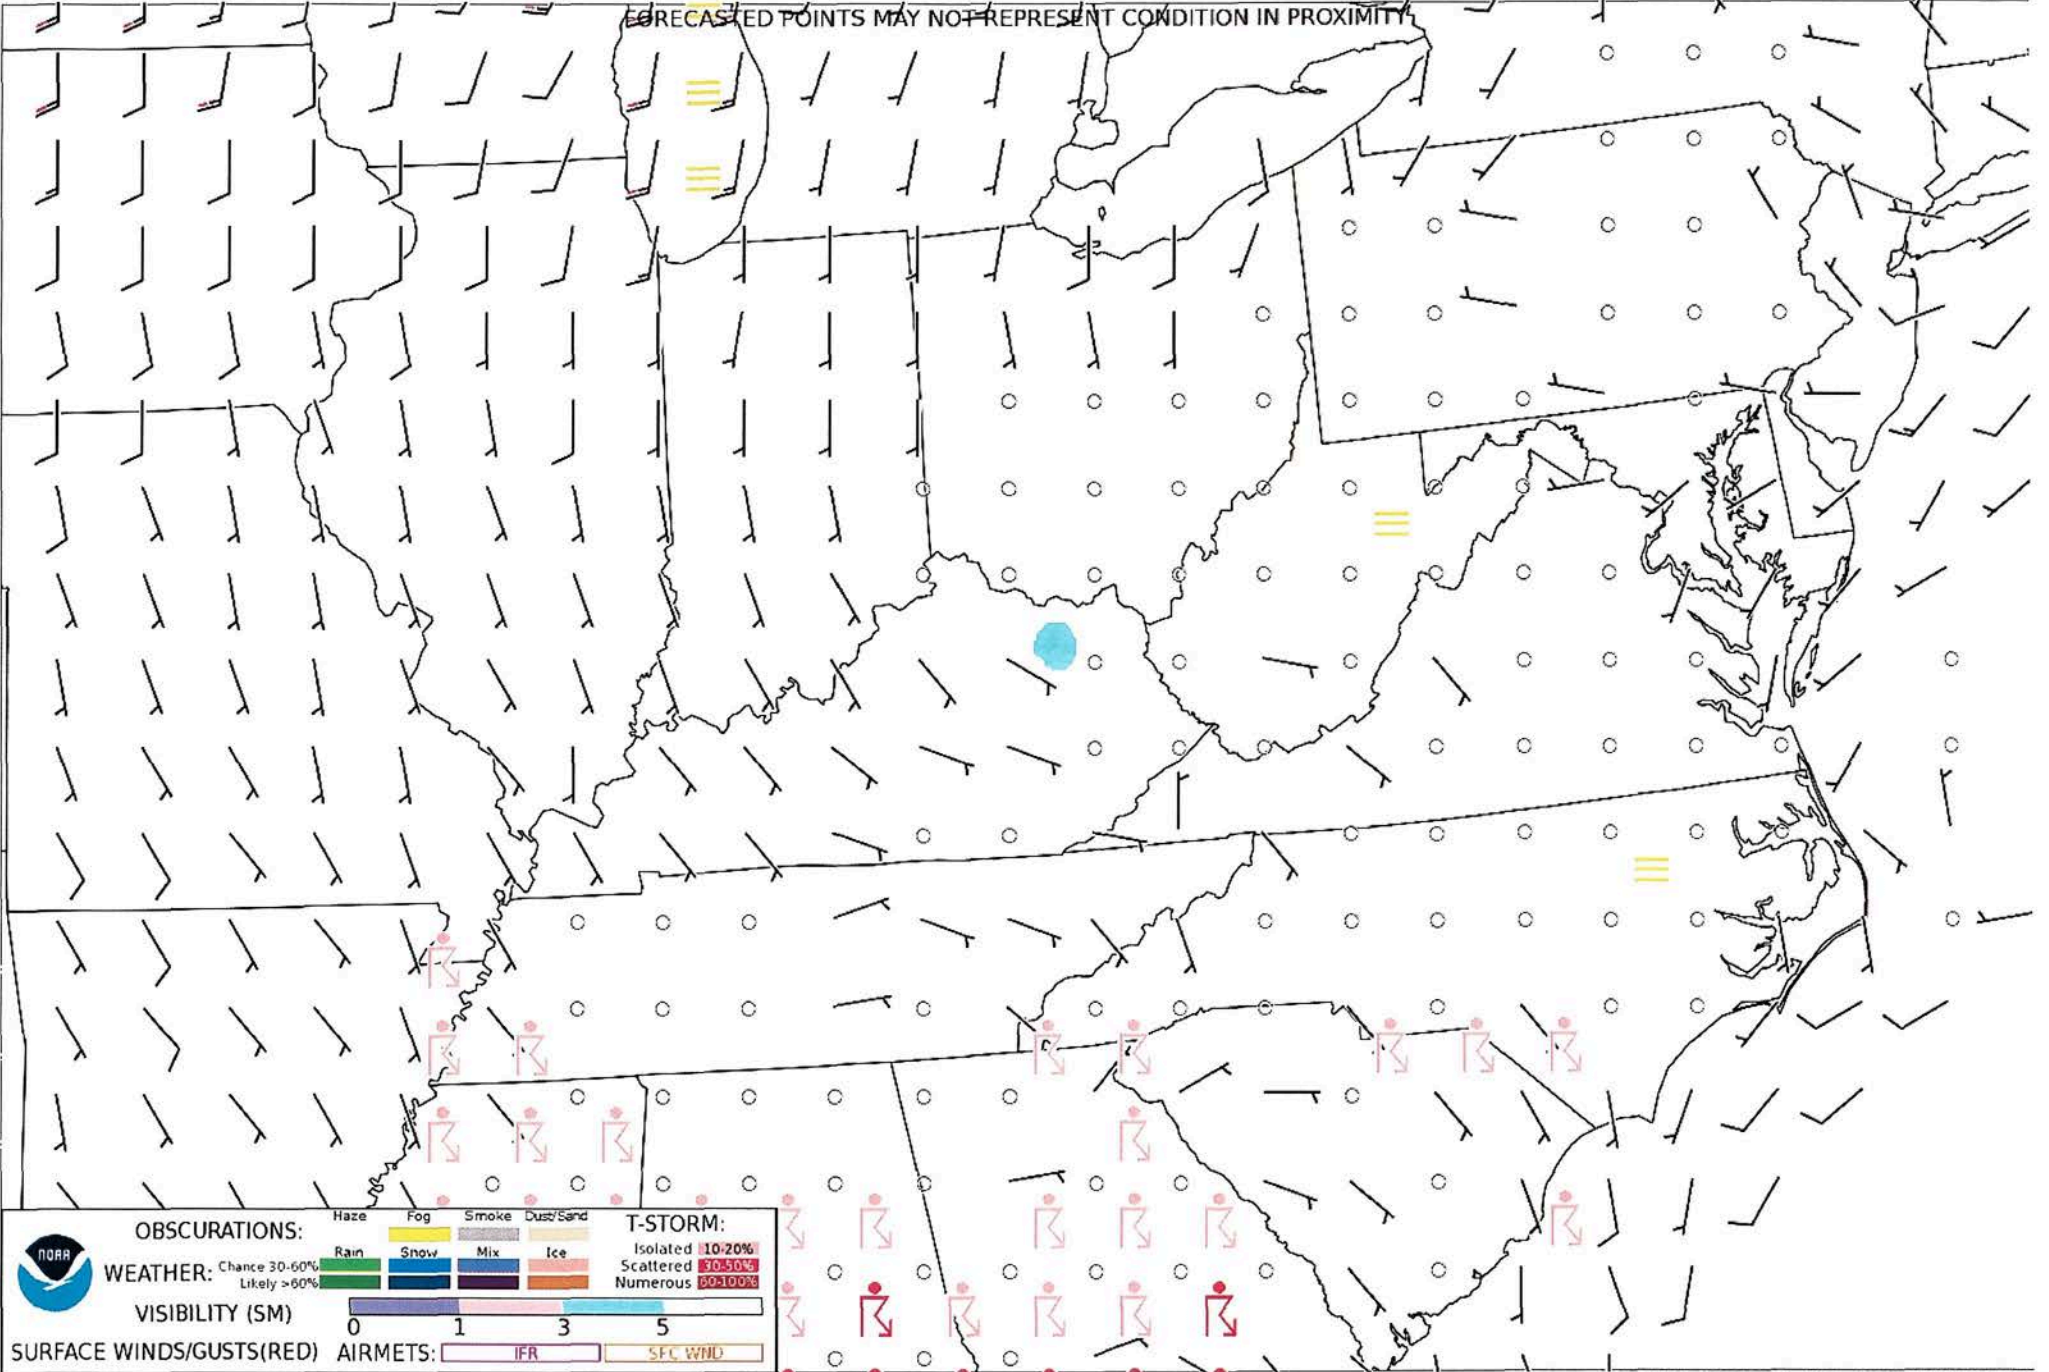 FORECASTED POINTS MAY NOT REPRESENT CONDITION IN PROXIMITY
OBSCURATIONS: Haze Fog Smoke Dust/Sand
WEATHER: Rain Snow Mix Ice
Chance 30-60%
Likely >60%
T-STORM:
Isolated 10-20%
Scattered 30-50%
Numerous 60-100%
NOAA
VISIBILITY (SM)
0 1 3 5
SURFACE WINDS/GUSTS(RED) AIRMETS: IFR SFC WND